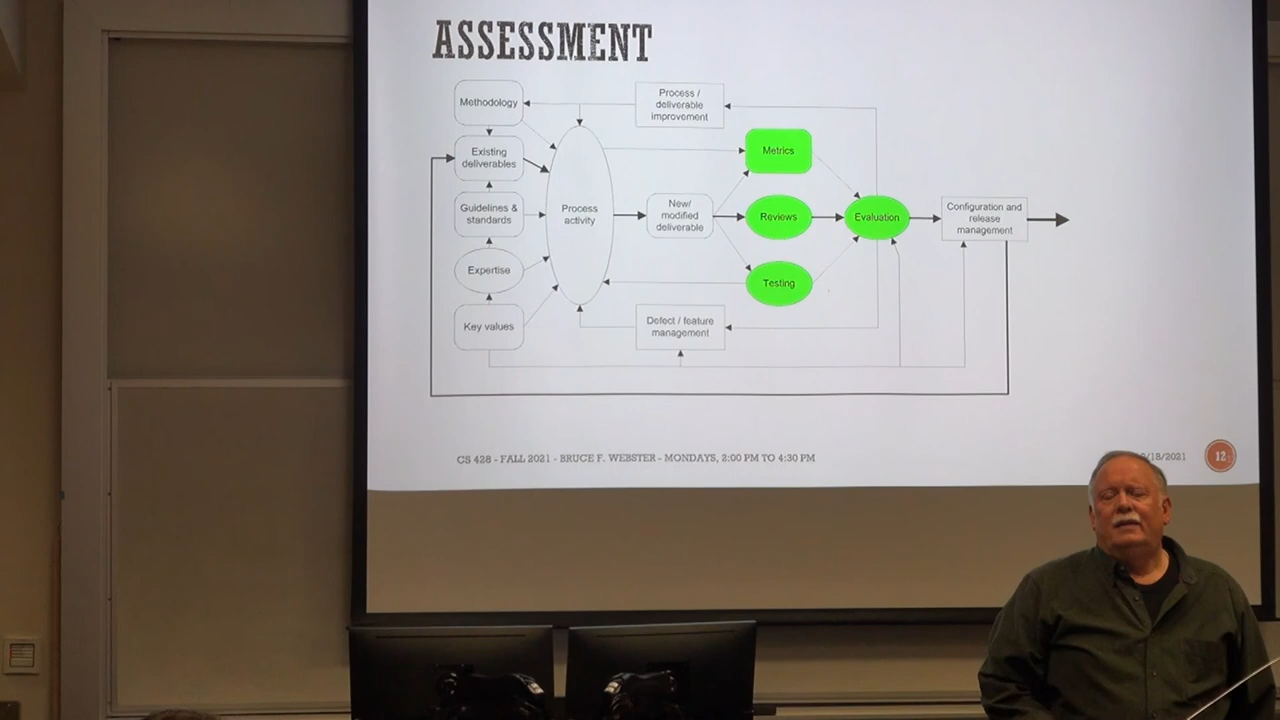 ASSESSMENT
Methodology
Process /
deliverable
improvement
Existing
deliverables
Metrics
Guidelines &
standards
Process
activity
New/
modified
deliverable
Reviews
Evaluation
Configuration and
release
management
Expertise
Testing
Key values
Defect / feature
management
CS 428 - FALL 2021 - BRUCE F. WEBSTER - MONDAYS, 2:00 PM TO 4:30 PM
/18/2021
12